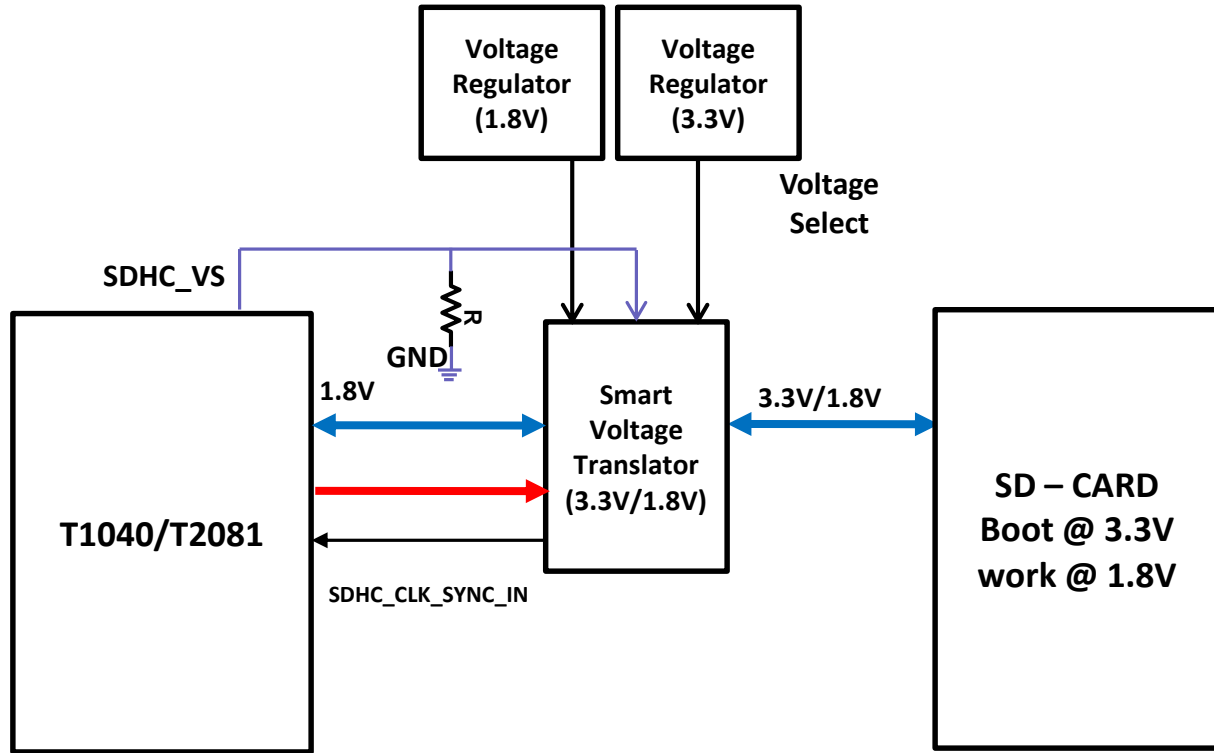 Voltage
Regulator
(1.8V)
Voltage
Regulator
(3.3V)
Voltage
Select
SDHC_VS
R
GND
1.8V
3.3V/1.8V
Smart
Voltage
Translator
(3.3V/1.8V)
T1040/T2081
SDHC_CLK_SYNC_IN
SD – CARD
Boot @ 3.3V
work @ 1.8V